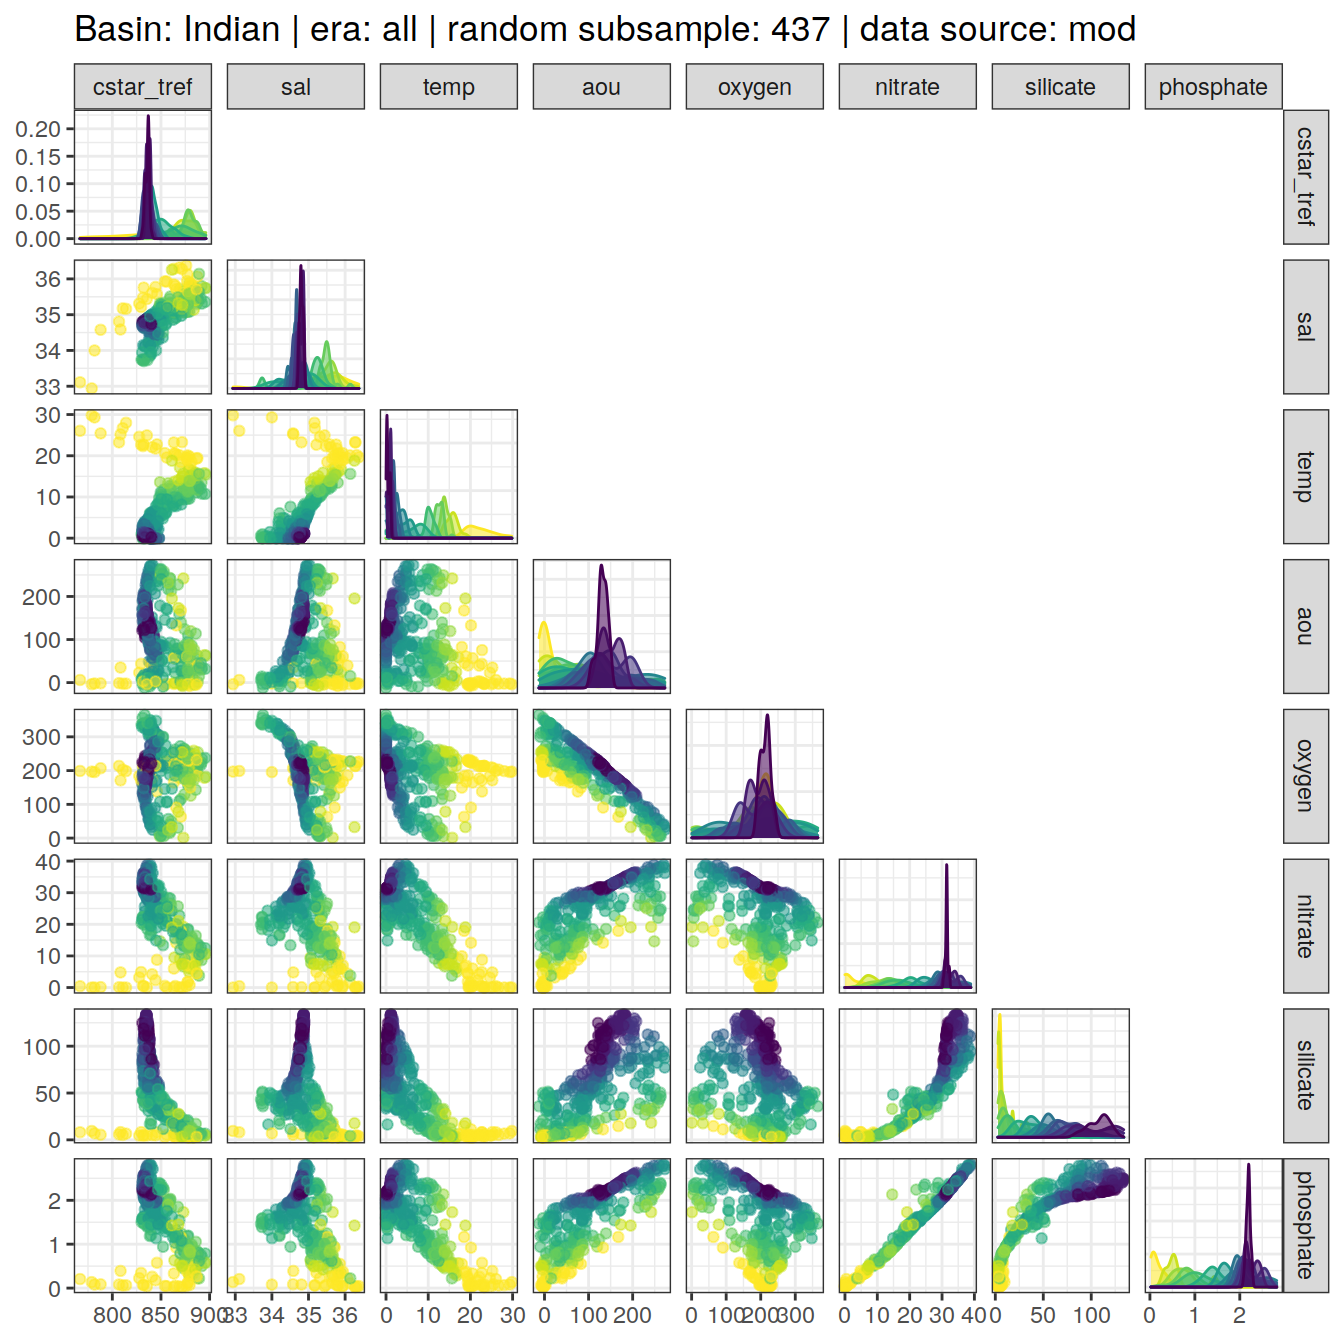 Basin: Indian | era: all | random subsample: 437 | data source: mod
cstar_tref sal temp aou oxygen nitrate silicate phosphate
0.20
0.15
0.10
0.05
0.00
cstar_tref
36
35
34
33
sal
30
20
10
0
temp
200
100
0
aou
300
200
100
0
oxygen
40
30
20
10
0
nitrate
100
50
0
silicate
2
1
0
phosphate
800 850 900 33 34 35 36 0 10 20 30 0 100 200 0 100 200 300 0 10 20 30 40 0 50 100 0 1 2